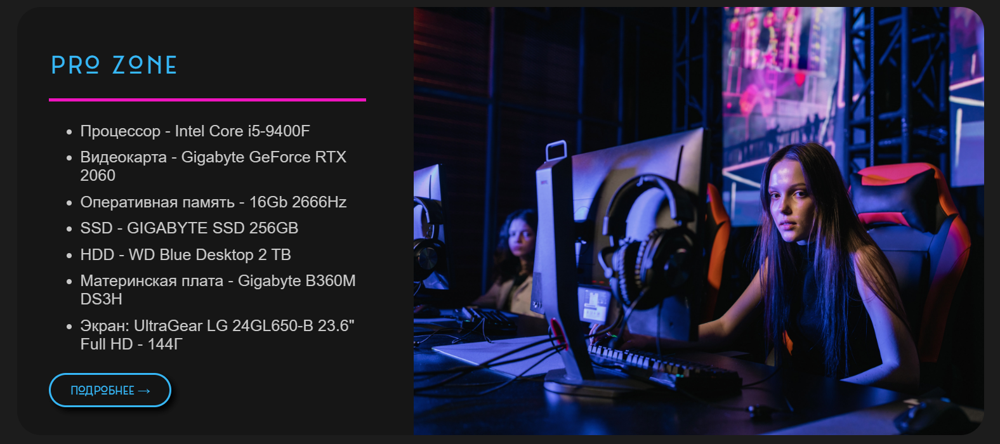 PRO ZONE
Процессор - Intel Core i5-9400F
Видеокарта - Gigabyte GeForce RTX
2060
Оперативная память - 16Gb 2666Hz
SSD - GIGABYTE SSD 256GB
HDD - WD Blue Desktop 2 TB
Материнская плата - Gigabyte B360M
DS3H
Экран: UltraGear LG 24GL650-B 23.6"
Full HD - 144Г
ПОДРОБНЕЕ →